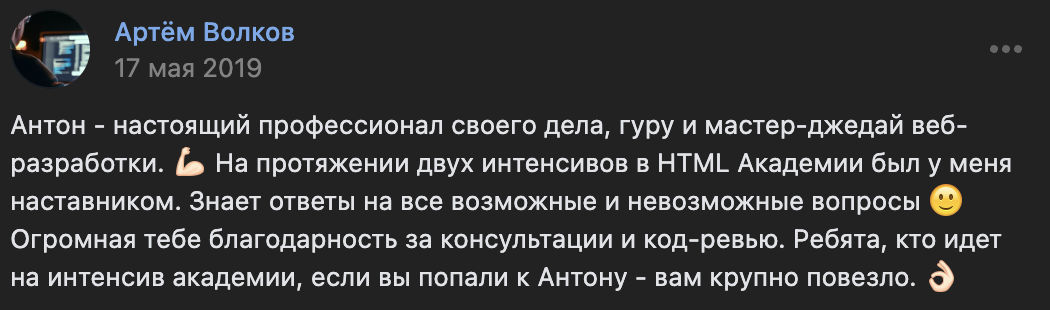 Артём Волков
17 мая 2019
Антон - настоящий профессионал своего дела, гуру и мастер-джедай веб-
разработки. 💪🏻 На протяжении двух интенсивов в HTML Академии был у меня
наставником. Знает ответы на все возможные и невозможные вопросы 🙂
Огромная тебе благодарность за консультации и код-ревью. Ребята, кто идет
на интенсив академии, если вы попали к Антону - вам крупно повезло. 👌🏻